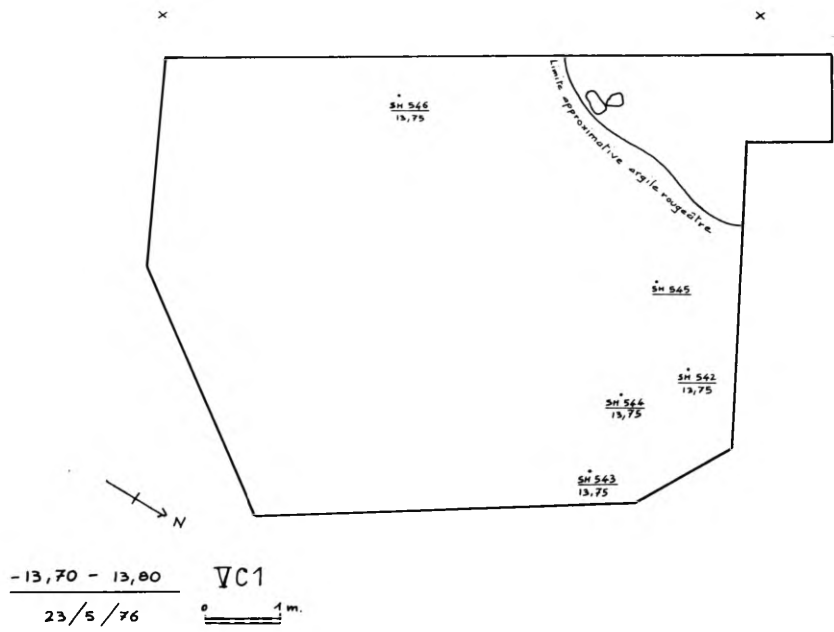 x x
SH 546
13,75
Limite approximative argile rougeâtre
SH 545
SH 542
13,75
SH 544
13,75
SH 543
13,75
N
-13,70 - 13,80
23/5/76
VC1
0 1 m.